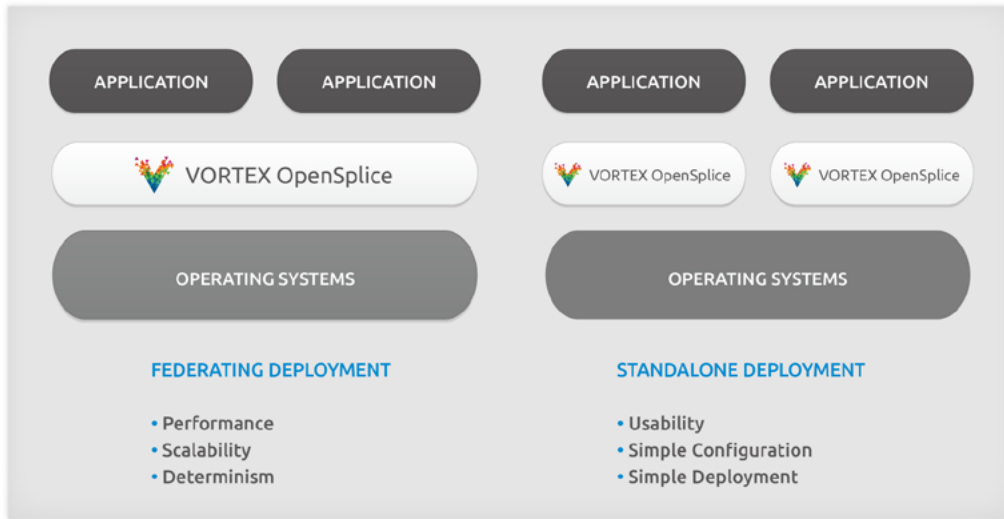 APPLICATION
APPLICATION
VORTEX OpenSplice
OPERATING SYSTEMS
FEDERATING DEPLOYMENT
• Performance
• Scalability
• Determinism
APPLICATION
APPLICATION
VORTEX OpenSplice
VORTEX OpenSplice
OPERATING SYSTEMS
STANDALONE DEPLOYMENT
• Usability
• Simple Configuration
• Simple Deployment